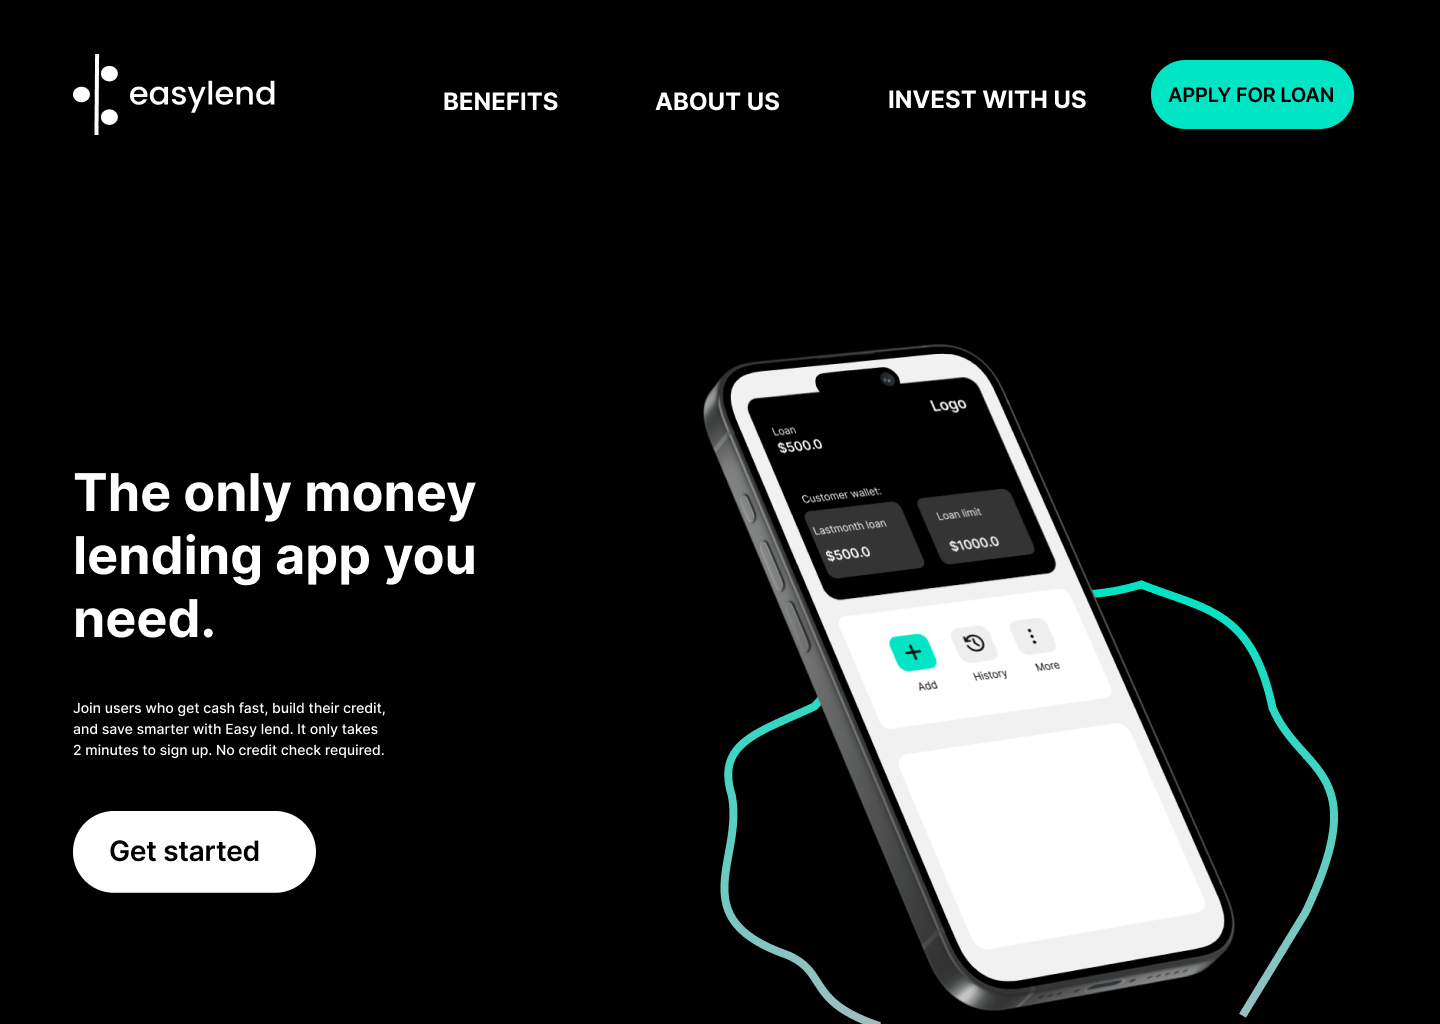 easylend
BENEFITS
ABOUT US
INVEST WITH US
APPLY FOR LOAN
The only money
lending app you
need.
Join users who get cash fast, build their credit,
and save smarter with Easy lend. It only takes
2 minutes to sign up. No credit check required.
Get started
Logo
Loan
$500.0
Customer wallet:
Lastmonth loan
$500.0
Loan limit
$1000.0
Add
History
More